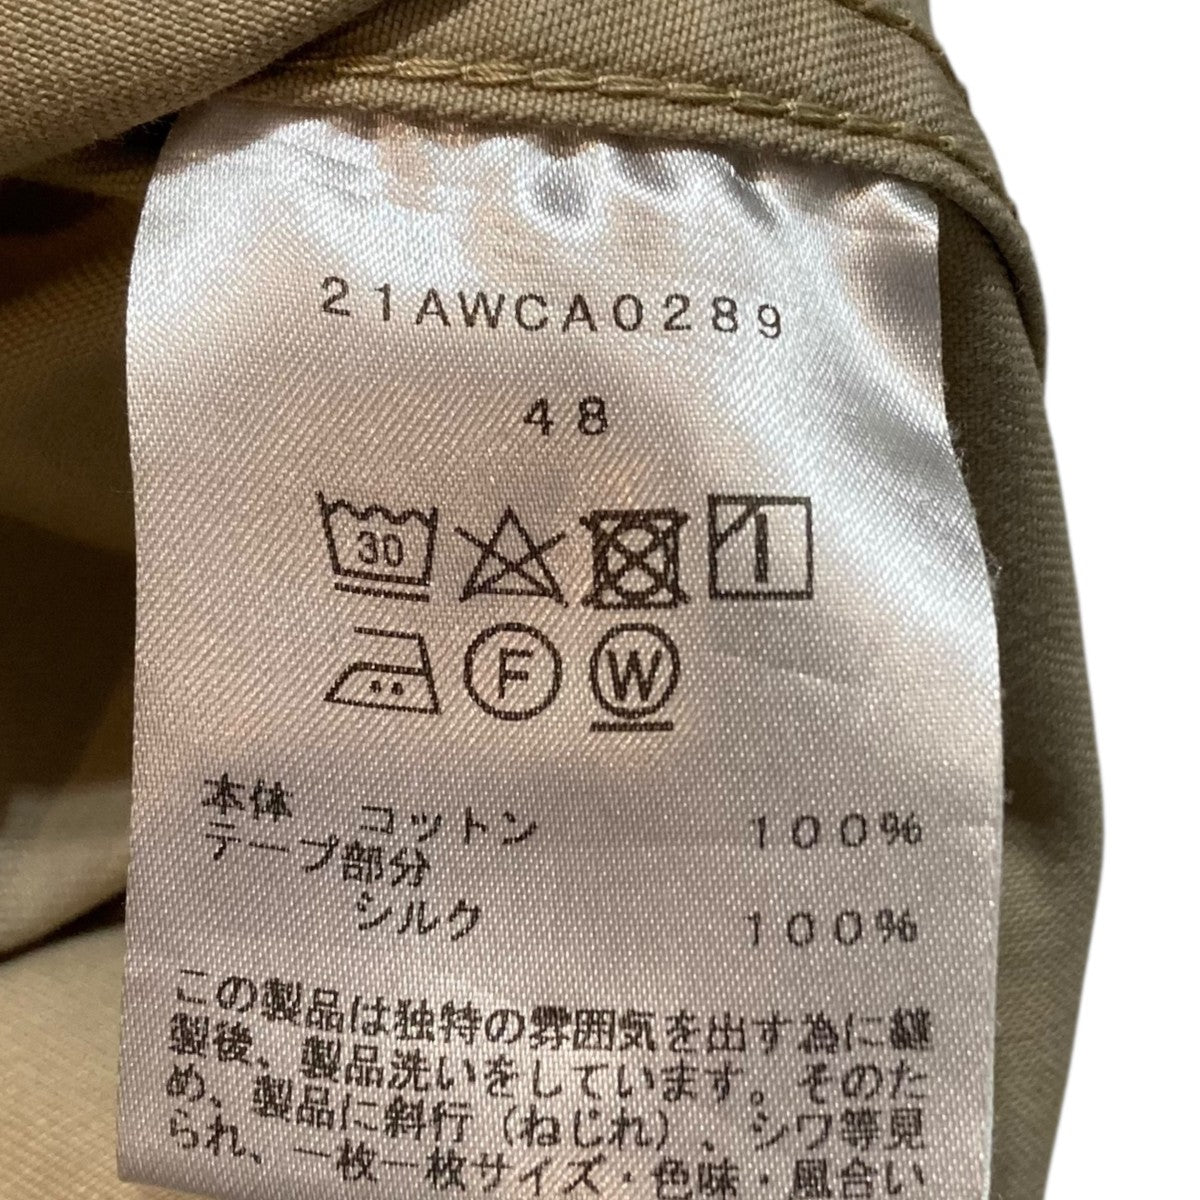 21AWCA0289
48
30
F W
本体 コットン 100%
テープ部分
シルク 100%
この製品は独特の雰囲気を出す為に縫
製後、製品洗いをしています。そのた
め、製品に斜行(ねじれ)、シワ等見
られ、一枚一枚サイズ・色味・風合い